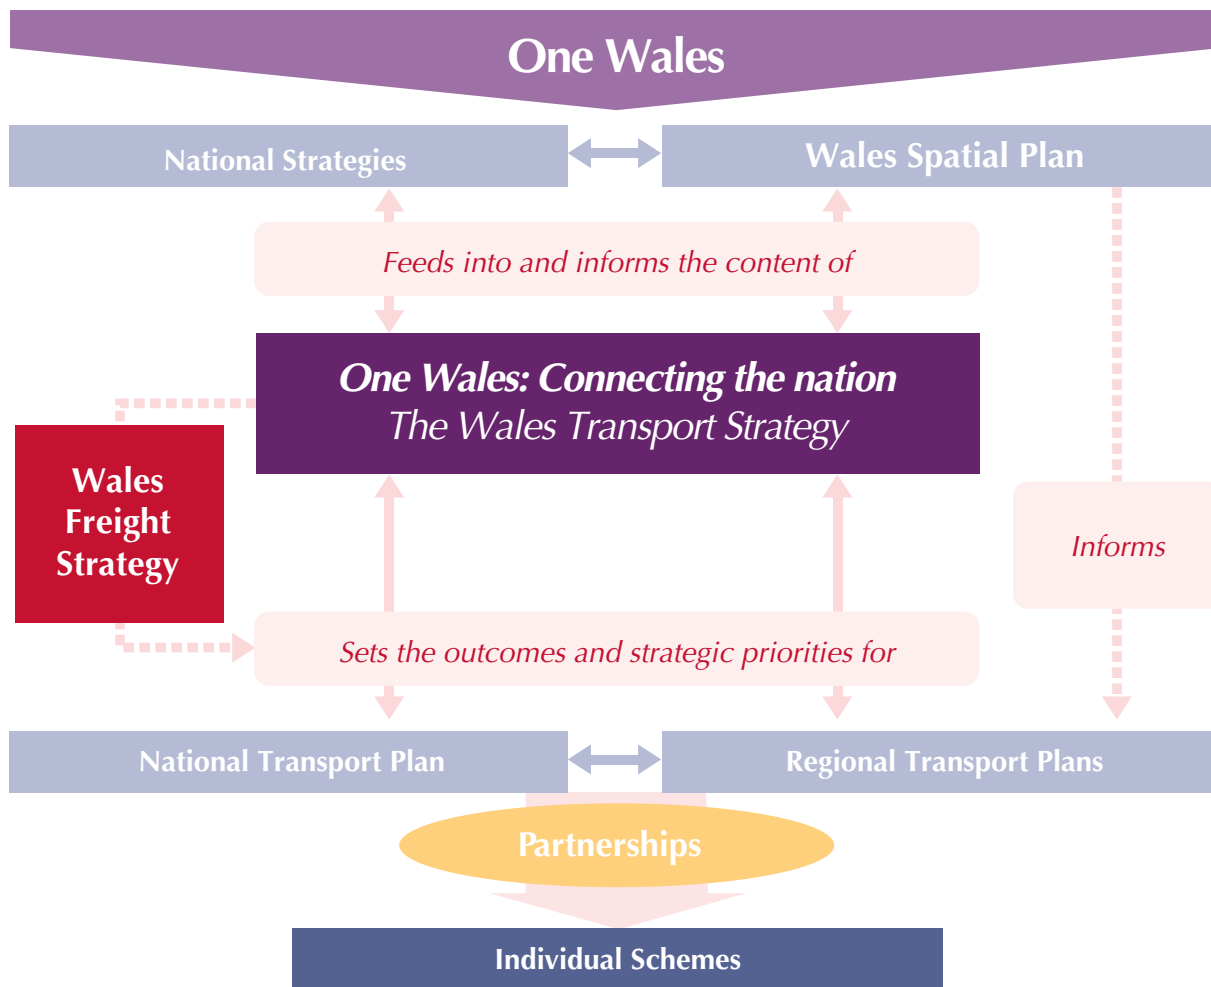 One Wales
National Strategies
Wales Spatial Plan
Feeds into and informs the content of
One Wales: Connecting the nation
The Wales Transport Strategy
Wales
Freight
Strategy
Informs
Sets the outcomes and strategic priorities for
National Transport Plan
Regional Transport Plans
Partnerships
Individual Schemes